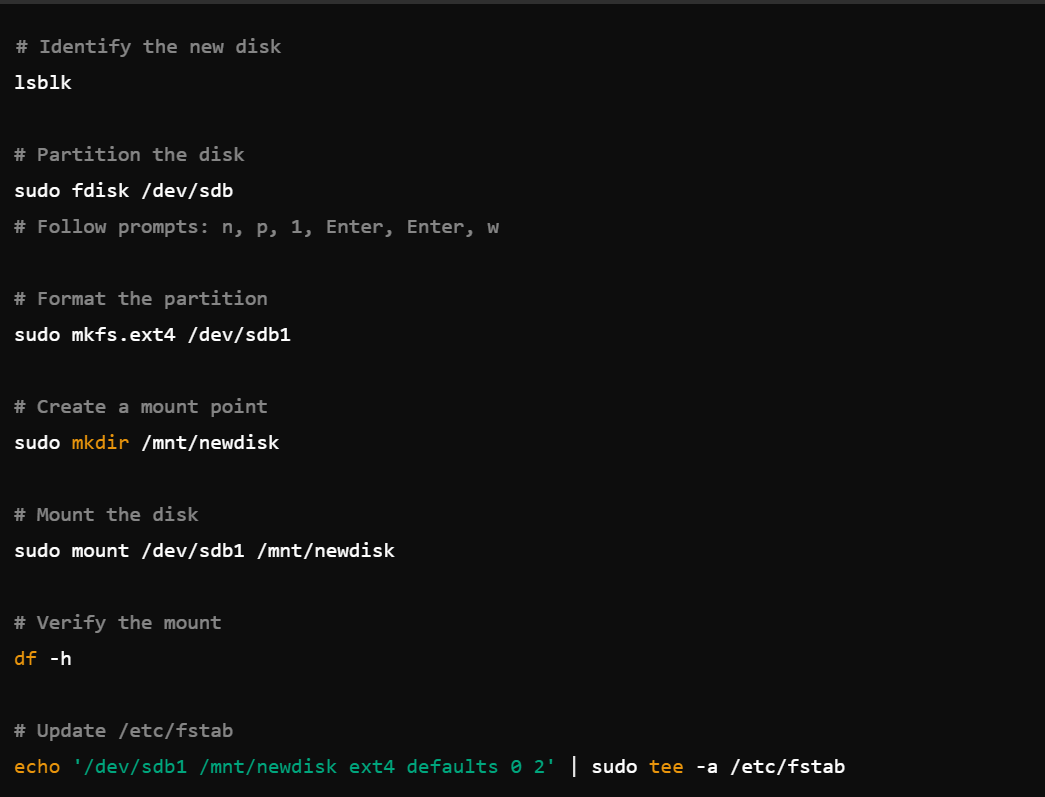 # Identify the new disk
lsblk
# Partition the disk
sudo fdisk /dev/sdb
# Follow prompts: n, p, 1, Enter, Enter, w
# Format the partition
sudo mkfs.ext4 /dev/sdb1
# Create a mount point
sudo mkdir /mnt/newdisk
# Mount the disk
sudo mount /dev/sdb1 /mnt/newdisk
# Verify the mount
df -h
# Update /etc/fstab
echo '/dev/sdb1 /mnt/newdisk ext4 defaults 0 2' | sudo tee -a /etc/fstab